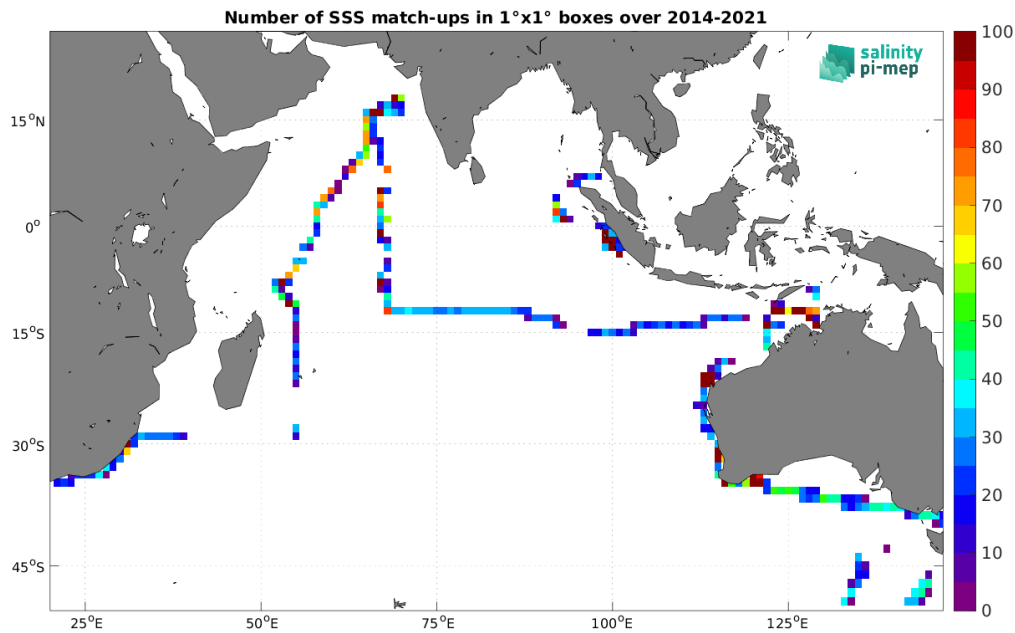 Number of SSS match-ups in 1°x1° boxes over 2014-2021
salinity
pi-mep
15°N
0°
15°S
30°S
45°S
25°E
50°E
75°E
100°E
125°E
100
90
80
70
60
50
40
30
20
10
0